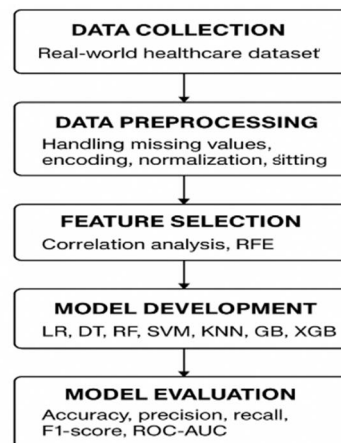 DATA COLLECTION
Real-world healthcare dataset
DATA PREPROCESSING
Handling missing values,
encoding, normalization, sitting
FEATURE SELECTION
Correlation analysis, RFE
MODEL DEVELOPMENT
LR, DT, RF, SVM, KNN, GB, XGB
MODEL EVALUATION
Accuracy, precision, recall,
F1-score, ROC-AUC